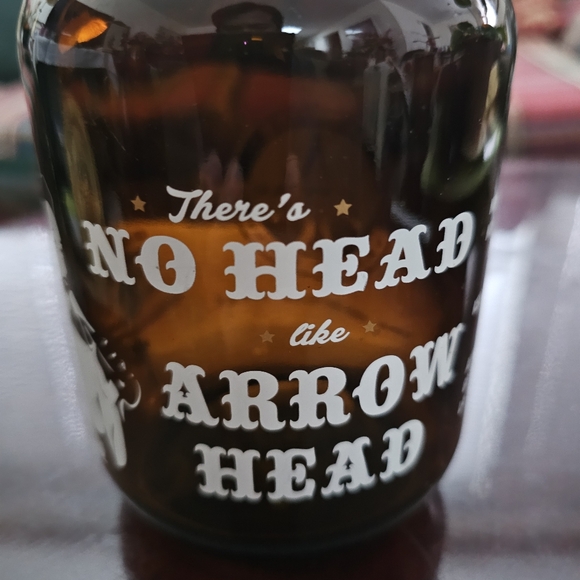 There's
NO HEAD
like
ARROW
HEAD